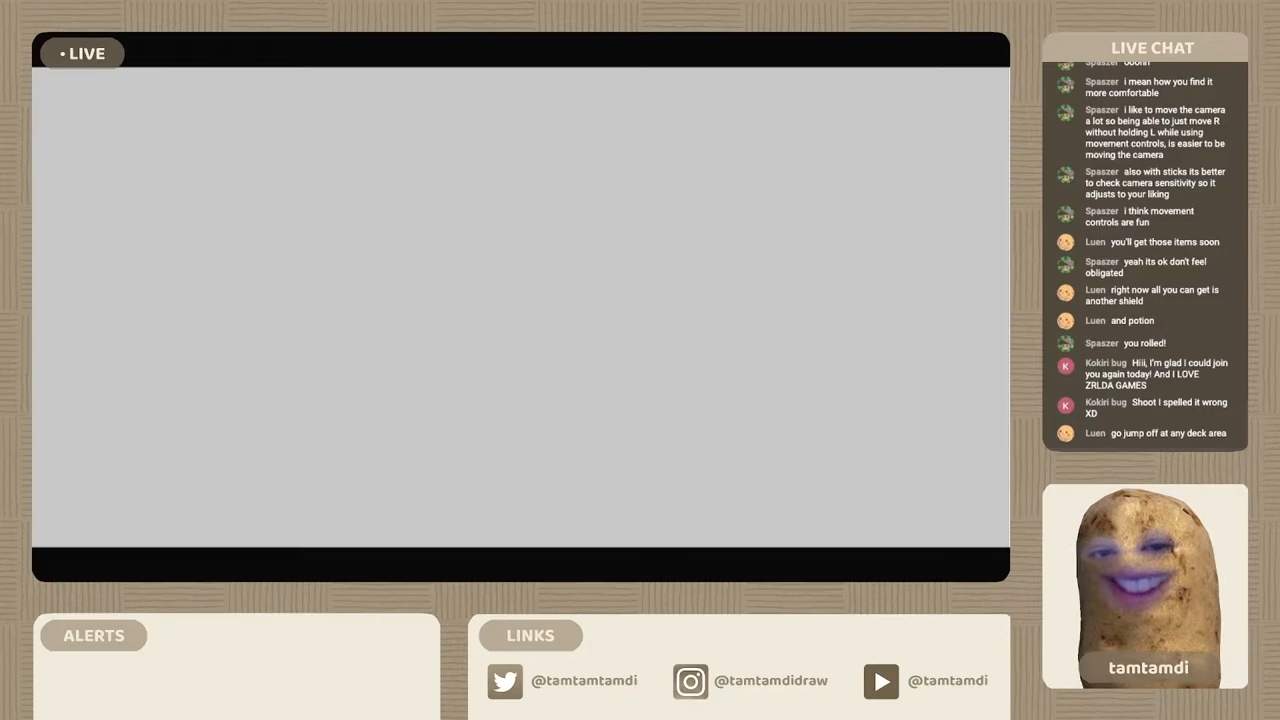 • LIVE
LIVE CHAT
Spaszer ooohh
Spaszer i mean how you find it
more comfortable
Spaszer i like to move the camera
a lot so being able to just move R
without holding L while using
movement controls, is easier to be
moving the camera
Spaszer also with sticks its better
to check camera sensitivity so it
adjusts to your liking
Spaszer i think movement
controls are fun
Luen you'll get those items soon
Spaszer yeah its ok don't feel
obligated
Luen right now all you can get is
another shield
Luen and potion
Spaszer you rolled!
K Kokiri bug Hiii, I'm glad I could join
you again today! And I LOVE
ZRLDA GAMES
K Kokiri bug Shoot I spelled it wrong
XD
Luen go jump off at any deck area
tamtamdi
ALERTS
LINKS
@tamtamtamdi
@tamtamdidraw
@tamtamdi